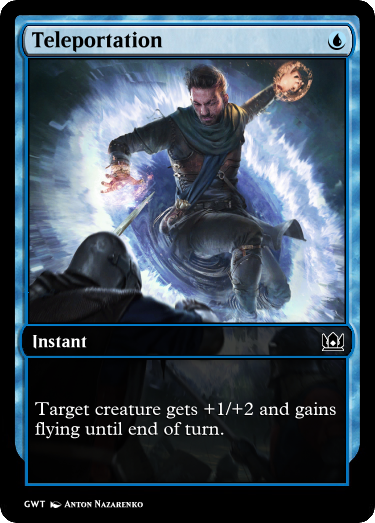 Teleportation
Instant
Target creature gets +1/+2 and gains
flying until end of turn.
GWT Anton Nazarenko